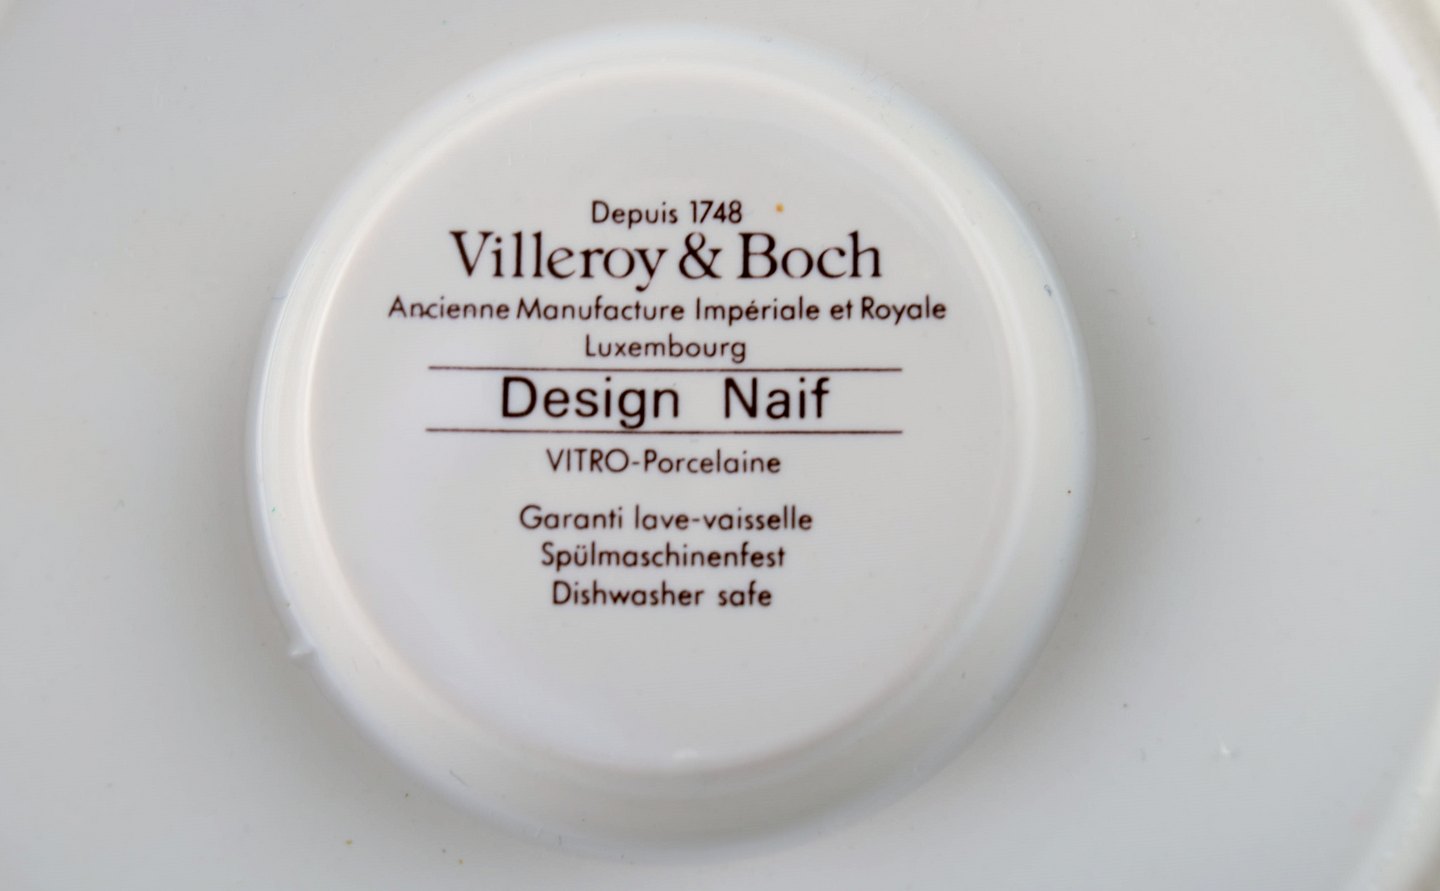 Depuis 1748
Villeroy & Boch
Ancienne Manufacture Impériale et Royale
Luxembourg
Design Naif
VITRO-Porcelaine
Garanti lave-vaisselle
Spülmaschinenfest
Dishwasher safe